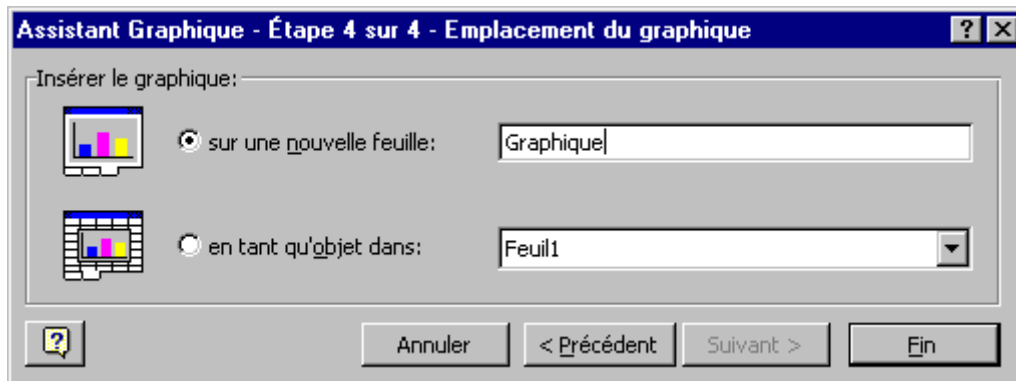 Assistant Graphique - Étape 4 sur 4 - Emplacement du graphique
Insérer le graphique:
sur une nouvelle feuille: Graphique
en tant qu'objet dans: Feuil1
Annuler < Précédent Suivant > Fin